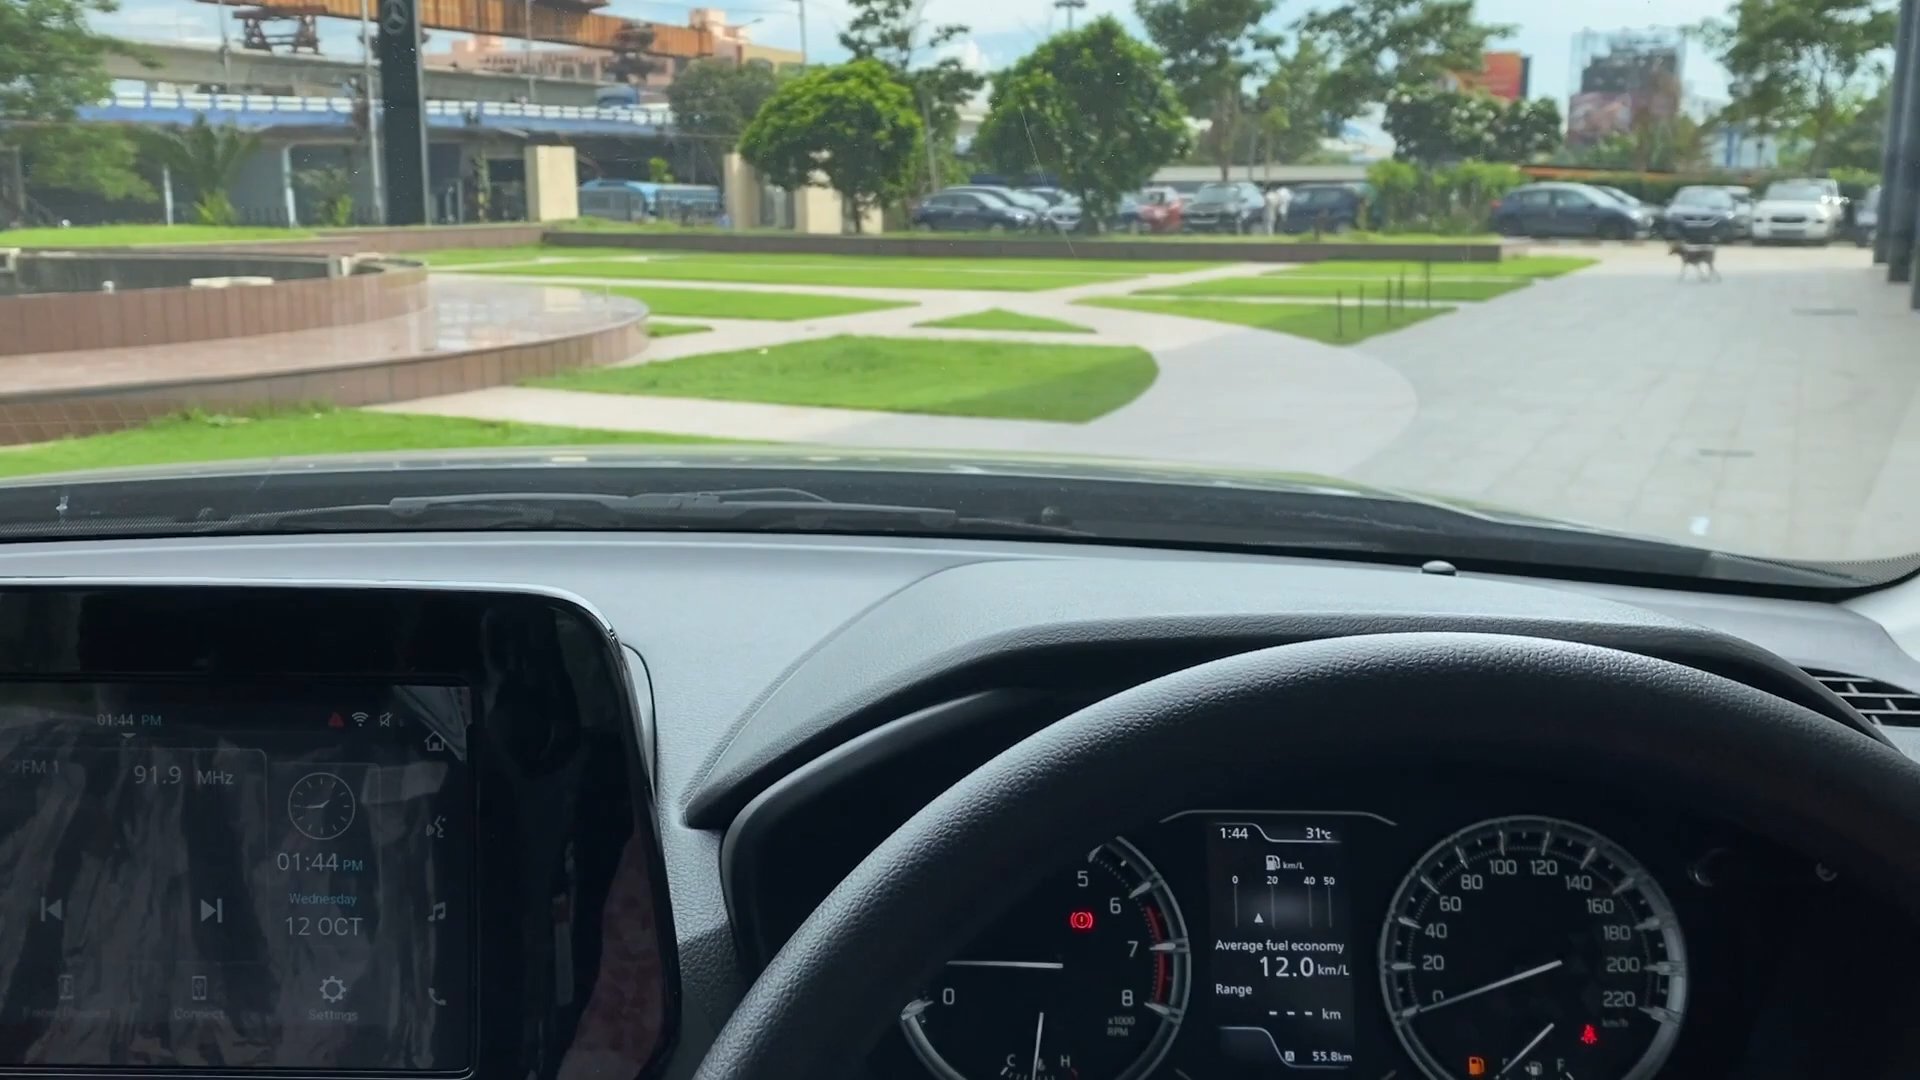 01:44 PM
FM 1
91.9 MHz
01:44 PM
Wednesday
12 OCT
Connect
Settings
5
6
7
8
0
x1000
RPM
C H
1:44 31°C
km/L
0 20 40 50
Average fuel economy
12.0 km/L
Range
--- km
A 55.8km
0
20
40
60
80
100
120
140
160
180
200
220
km/h
F